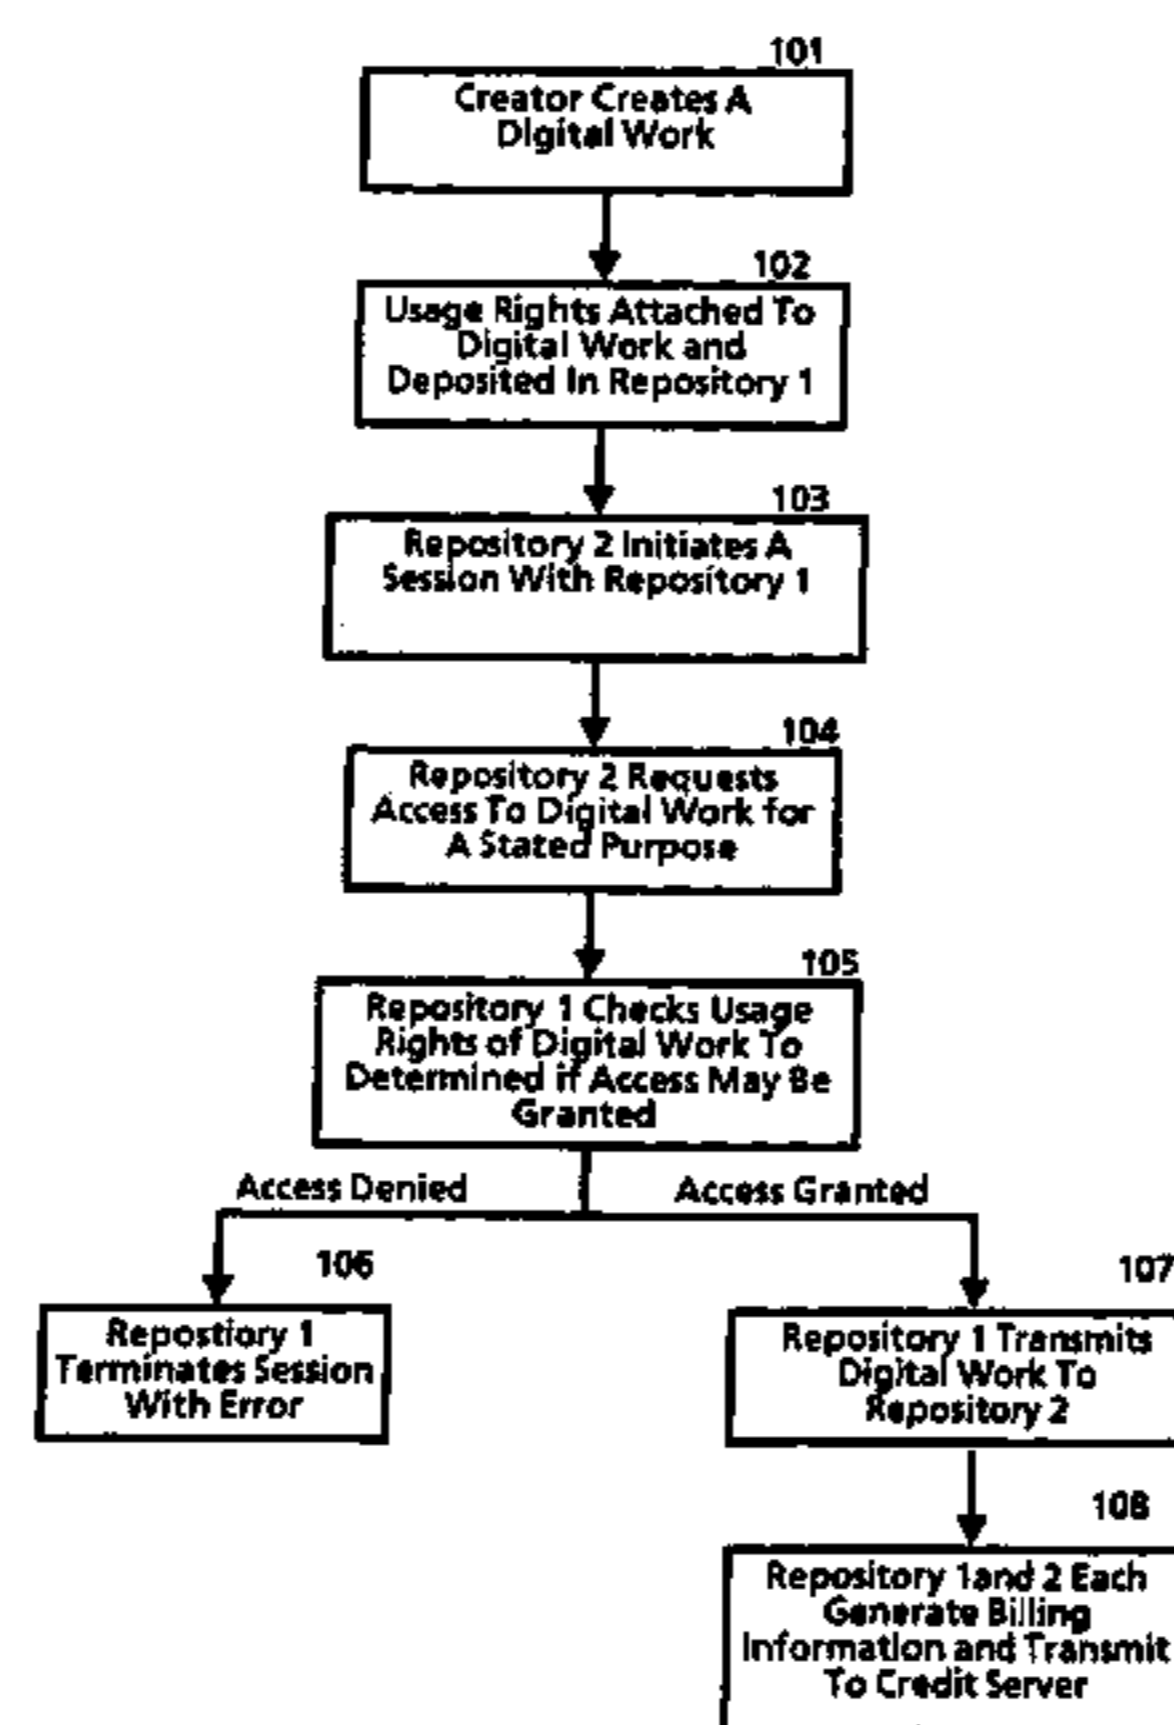 101
Creator Creates A
Digital Work
102
Usage Rights Attached To
Digital Work and
Deposited In Repository 1
103
Repository 2 Initiates A
Session With Repository 1
104
Repository 2 Requests
Access To Digital Work for
A Stated Purpose
105
Repository 1 Checks Usage
Rights of Digital Work To
Determined if Access May Be
Granted
Access Denied
Access Granted
106
107
Repostiory 1
Terminates Session
With Error
Repository 1 Transmits
Digital Work To
Repository 2
108
Repository 1and 2 Each
Generate Billing
Information and Transmit
To Credit Server